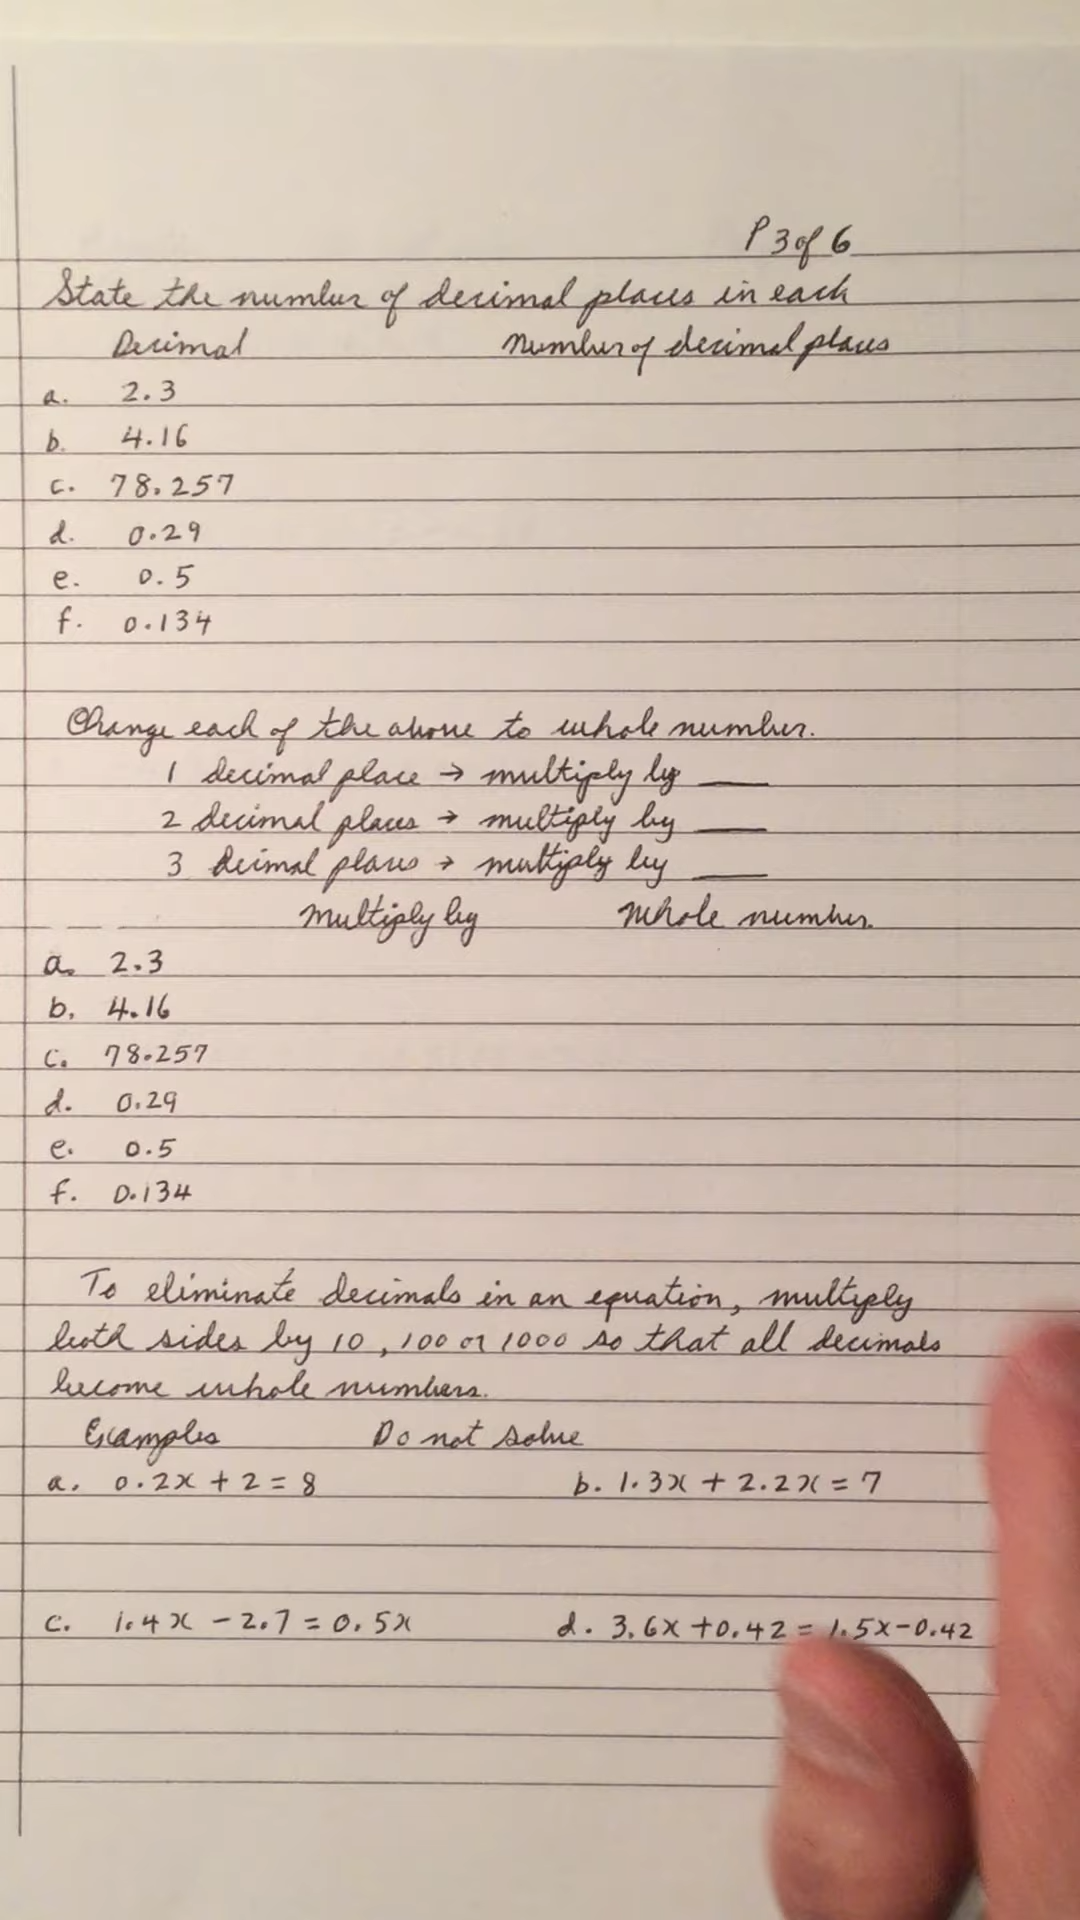 P 3 of 6
State the number of decimal places in each
Decimal Number of decimal places
a. 2.3
b. 4.16
c. 78.257
d. 0.29
e. 0.5
f. 0.134
Change each of the above to whole number.
1 decimal place → multiply by ___
2 decimal places → multiply by ___
3 decimal places → multiply by ___
Multiply by Whole number.
a. 2.3
b. 4.16
c. 78.257
d. 0.29
e. 0.5
f. 0.134
To eliminate decimals in an equation, multiply
both sides by 10, 100 or 1000 so that all decimals
become whole numbers.
Examples Do not solve
a. 0.2x + 2 = 8 b. 1.3x + 2.2x = 7
c. 1.4x - 2.7 = 0.5x d. 3.6x + 0.42 = 1.5x - 0.42